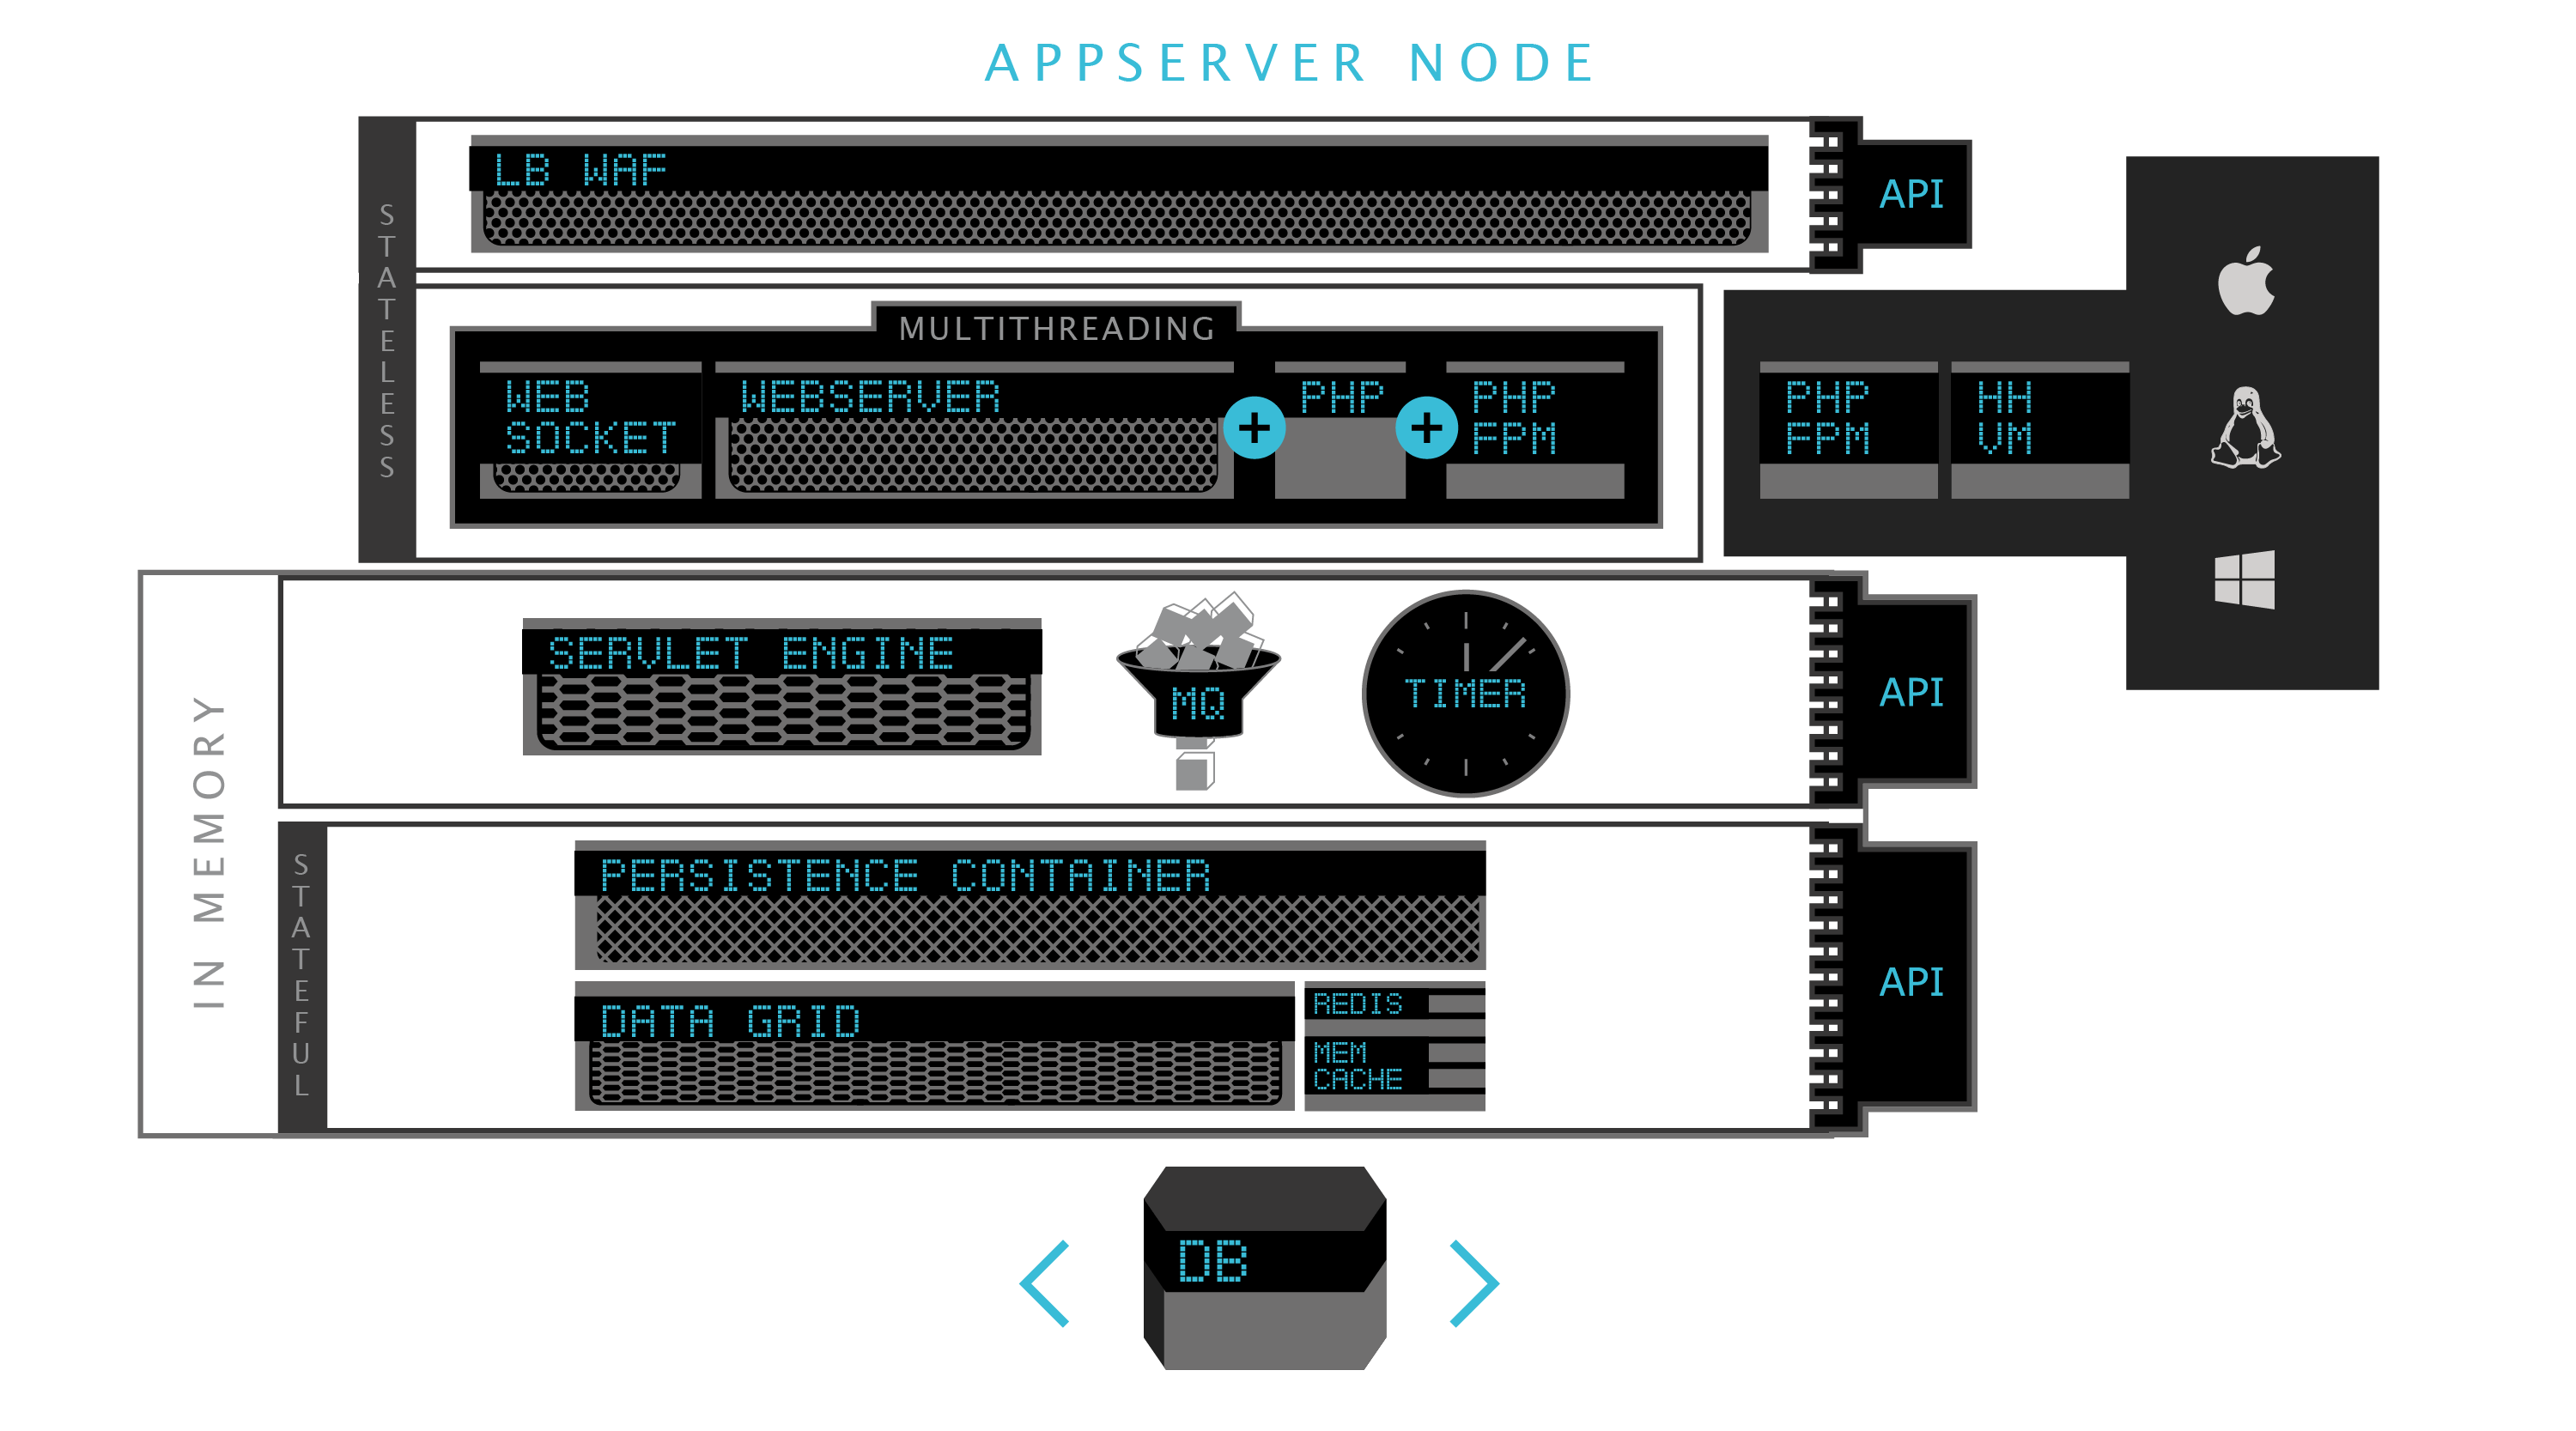 APPSERVER NODE
STATELESS
LB WAF
API
MULTITHREADING
WEB
SOCKET
WEBSERVER
+
PHP
+
PHP
FPM
PHP
FPM
HH
VM
IN MEMORY
SERVLET ENGINE
MQ
TIMER
API
STATEFUL
PERSISTENCE CONTAINER
DATA GRID
REDIS
MEM
CACHE
API
DB